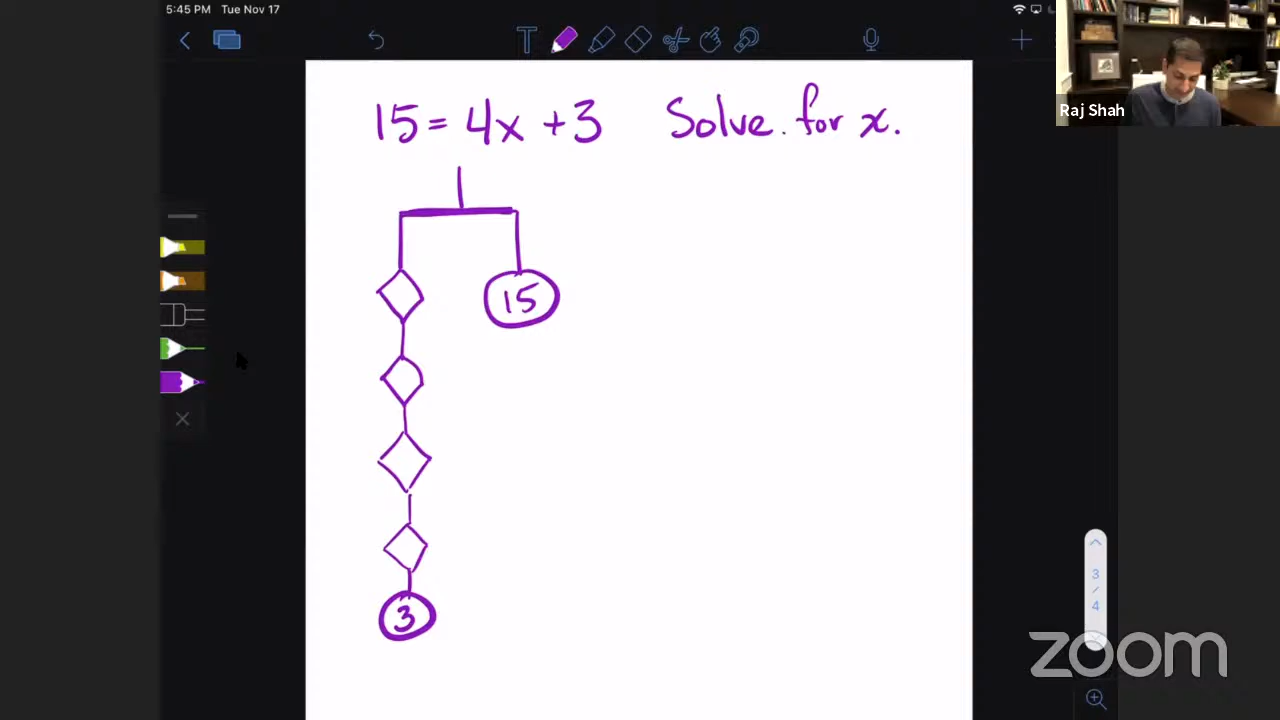 5:45 PM Tue Nov 17
T
Raj Shah
15 = 4x + 3 Solve. for x.
15
3
3
/
4
zoom